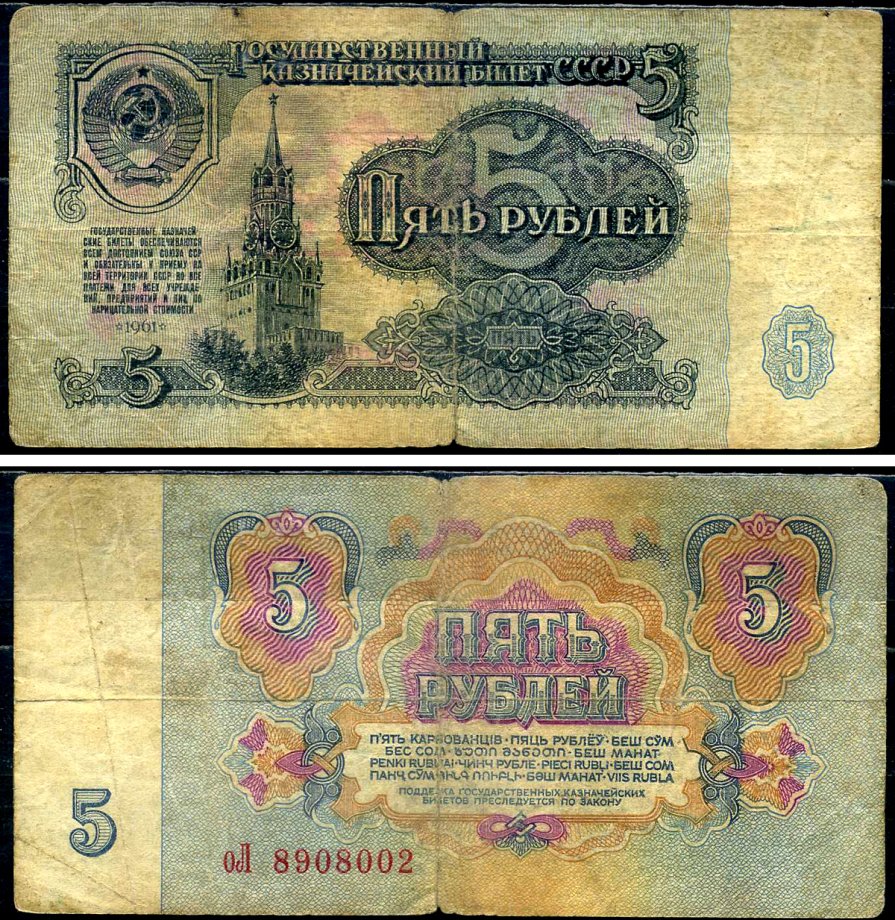 ГОСУДАРСТВЕННЫЙ
КАЗНАЧЕЙСКИЙ БИЛЕТ СССР
5
5
ПЯТЬ РУБЛЕЙ
ГОСУДАРСТВЕННЫЕ КАЗНАЧЕЙ
СКИЕ БИЛЕТЫ ОБЕСПЕЧИВАЮТСЯ
ВСЕМ ДОСТОЯНИЕМ СОЮЗА ССР
И ОБЯЗАТЕЛЬНЫ К ПРИЕМУ НА
ВСЕЙ ТЕРРИТОРИИ СССР ВО ВСЕ
ПЛАТЕЖИ ДЛЯ ВСЕХ УЧРЕЖДЕ
НИЙ, ПРЕДПРИЯТИЙ И ЛИЦ ПО
НАРИЦАТЕЛЬНОЙ СТОИМОСТИ
1961
ПЯТЬ
5
5
5
5
ПЯТЬ
РУБЛЕЙ
П'ЯТЬ КАРБОВАНЦІВ · ПЯЦЬ РУБЛЁЎ · БЕШ СЎМ
БЕС СОМ · ᲮᲣᲗᲘ ᲛᲐᲜᲔᲗᲘ · БЕШ МАНАТ
PENKI RUBLIAI · ЧИНЧ РУБЛЕ · PIECI RUBĻI · БЕШ СОМ
ПАНҶ СЎМ · ՀԻՆԳ ՌՈՒԲԼԻ · БӘШ МАНАТ · VIIS RUBLA
ПОДДЕЛКА ГОСУДАРСТВЕННЫХ КАЗНАЧЕЙСКИХ
БИЛЕТОВ ПРЕСЛЕДУЕТСЯ ПО ЗАКОНУ
5
оЛ 8908002